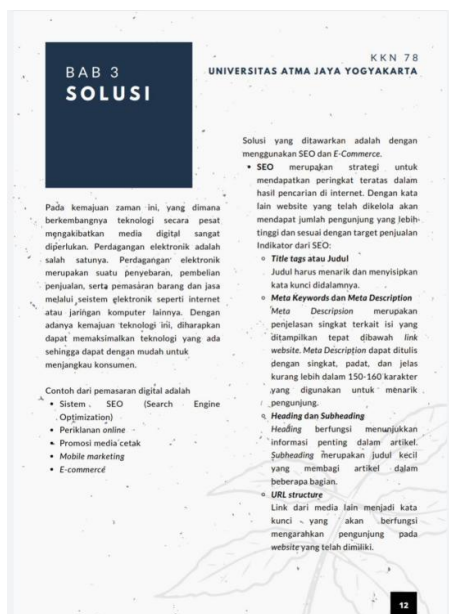 KKN 78
UNIVERSITAS ATMA JAYA YOGYAKARTA
BAB 3
SOLUSI
Pada kemajuan zaman ini, yang dimana
berkembangnya teknologi secara pesat
mengakibatkan media digital sangat
diperlukan. Perdagangan elektronik adalah
salah satunya. Perdagangan elektronik
merupakan suatu penyebaran, pembelian
penjualan, serta pemasaran barang dan jasa
melalui seistem elektronik seperti internet
atau jaringan komputer lainnya. Dengan
adanya kemajuan teknologi ini, diharapkan
dapat memaksimalkan teknologi yang ada
sehingga dapat dengan mudah untuk
menjangkau konsumen.
Contoh dari pemasaran digital adalah
• Sistem SEO (Search Engine
Optimization)
• Periklanan online
• Promosi media cetak
• Mobile marketing
• E-commerce
Solusi yang ditawarkan adalah dengan
menggunakan SEO dan E-Commerce.
• SEO merupakan strategi untuk
mendapatkan peringkat teratas dalam
hasil pencarian di internet. Dengan kata
lain website yang telah dikelola akan
mendapat jumlah pengunjung yang lebih
tinggi dan sesuai dengan target penjualan
Indikator dari SEO:
◦ Title tags atau Judul
Judul harus menarik dan menyisipkan
kata kunci didalamnya.
◦ Meta Keywords dan Meta Description
Meta Descripsion merupakan
penjelasan singkat terkait isi yang
ditampilkan tepat dibawah link
website. Meta Description dapat ditulis
dengan singkat, padat, dan jelas
kurang lebih dalam 150-160 karakter
yang digunakan untuk menarik
pengunjung.
◦ Heading dan Subheading
Heading berfungsi menunjukkan
informasi penting dalam artikel.
Subheading merupakan judul kecil
yang membagi artikel dalam
beberapa bagian.
◦ URL structure
Link dari media lain menjadi kata
kunci yang akan berfungsi
mengarahkan pengunjung pada
website yang telah dimiliki.
12